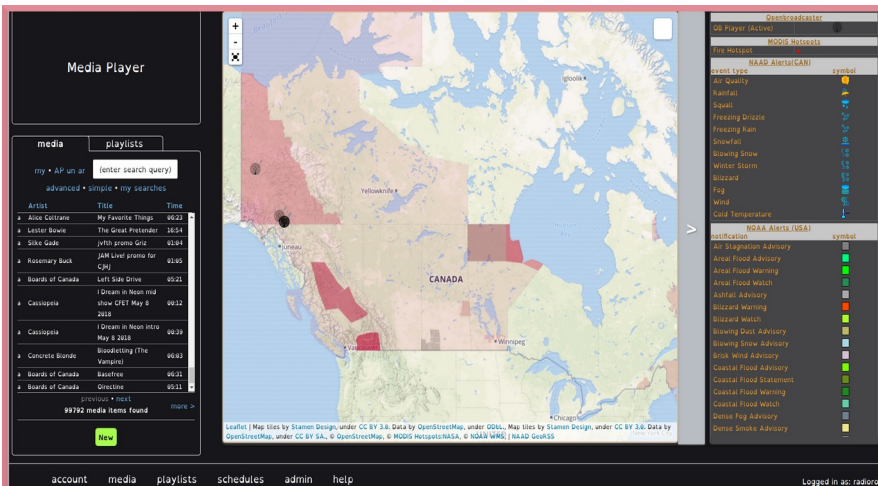 Media Player
media playlists
my • AP un ar (enter search query)
advanced • simple • my searches
Artist Title Time
a Alice Coltrane My Favorite Things 06:23
a Lester Bowie The Great Pretender 16:54
a Silke Gade jvfth promo Griz 01:04
a Rosemary Buck JAM Live! promo for
CJHJ 01:05
a Boards of Canada Left Side Drive 05:21
a Cassiopeia I Dream in Neon mid
show CFET May 8
2018 00:12
a Cassiopeia I Dream in Neon intro
May 8 2018 00:39
a Concrete Blonde Bloodletting (The
Vampire) 06:03
a Boards of Canada Basefree 06:31
a Boards of Canada Oirectine 05:11
previous • next
99792 media items found more >
New
+
-
Igloolik
Yellowknife
Juneau
CANADA
Winnipeg
Chicago
Leaflet | Map tiles by Stamen Design, under CC BY 3.0. Data by OpenStreetMap, under ODbL., Map tiles by Stamen Design, under CC BY 3.0. Data by
OpenStreetMap, under CC BY SA., © OpenStreetMap, © MODIS Hotspots:NASA, © NOAA WMS | NAAD GeoRSS
>
Openbroadcaster
OB Player (Active)
MODIS Hotspots
Fire Hotspot
NAAD Alerts(CAN)
event type symbol
Air Quality
Rainfall
Squall
Freezing Drizzle
Freezing Rain
Snowfall
Blowing Snow
Winter Storm
Blizzard
Fog
Wind
Cold Temperature
NOAA Alerts (USA)
notification symbol
Air Stagnation Advisory
Areal Flood Advisory
Areal Flood Warning
Areal Flood Watch
Ashfall Advisory
Blizzard Warning
Blizzard Watch
Blowing Dust Advisory
Blowing Snow Advisory
Brisk Wind Advisory
Coastal Flood Advisory
Coastal Flood Statement
Coastal Flood Warning
Coastal Flood Watch
Dense Fog Advisory
Dense Smoke Advisory
account media playlists schedules admin help
Logged in as: radioro